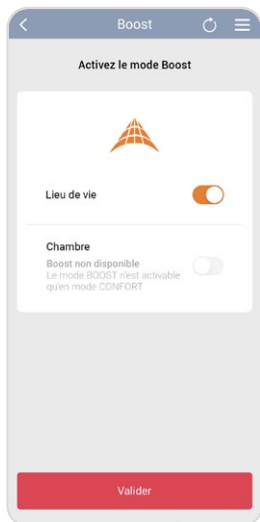 Boost
Activez le mode Boost
Lieu de vie
Chambre
Boost non disponible
Le mode BOOST n'est activable
qu'en mode CONFORT
Valider